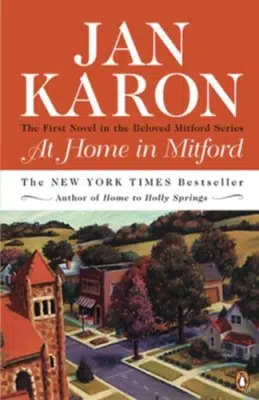 JAN
KARON
The First Novel in the Beloved Mitford Series
At Home in Mitford
The NEW YORK TIMES Bestseller
Author of Home to Holly Springs